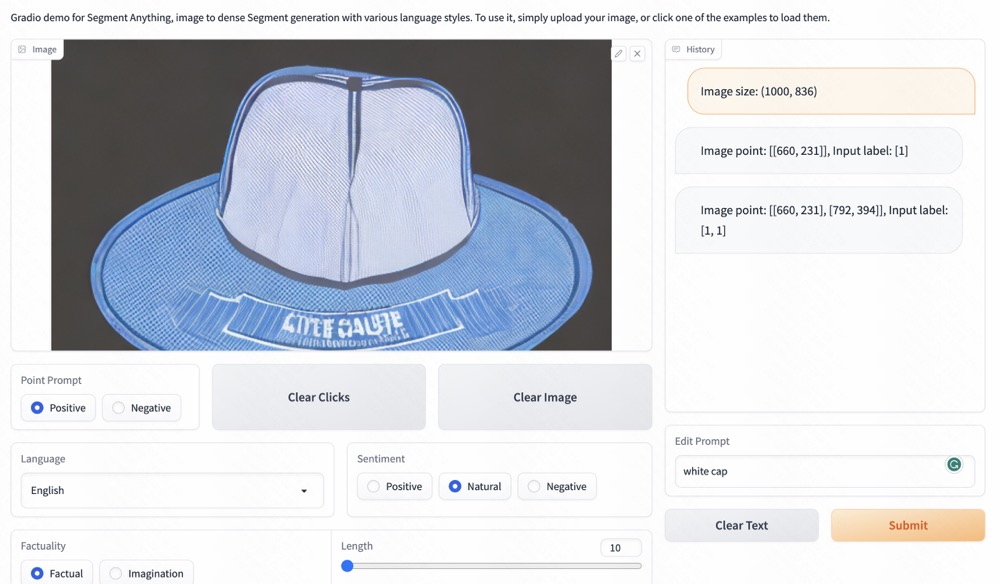 Gradio demo for Segment Anything, image to dense Segment generation with various language styles. To use it, simply upload your image, or click one of the examples to load them.
Image
History
Image size: (1000, 836)
Image point: [[660, 231]], Input label: [1]
Image point: [[660, 231], [792, 394]], Input label:
[1, 1]
Point Prompt
Positive
Negative
Clear Clicks
Clear Image
Edit Prompt
white cap
Language
English
Sentiment
Positive
Natural
Negative
Clear Text
Submit
Factuality
Factual
Imagination
Length
10